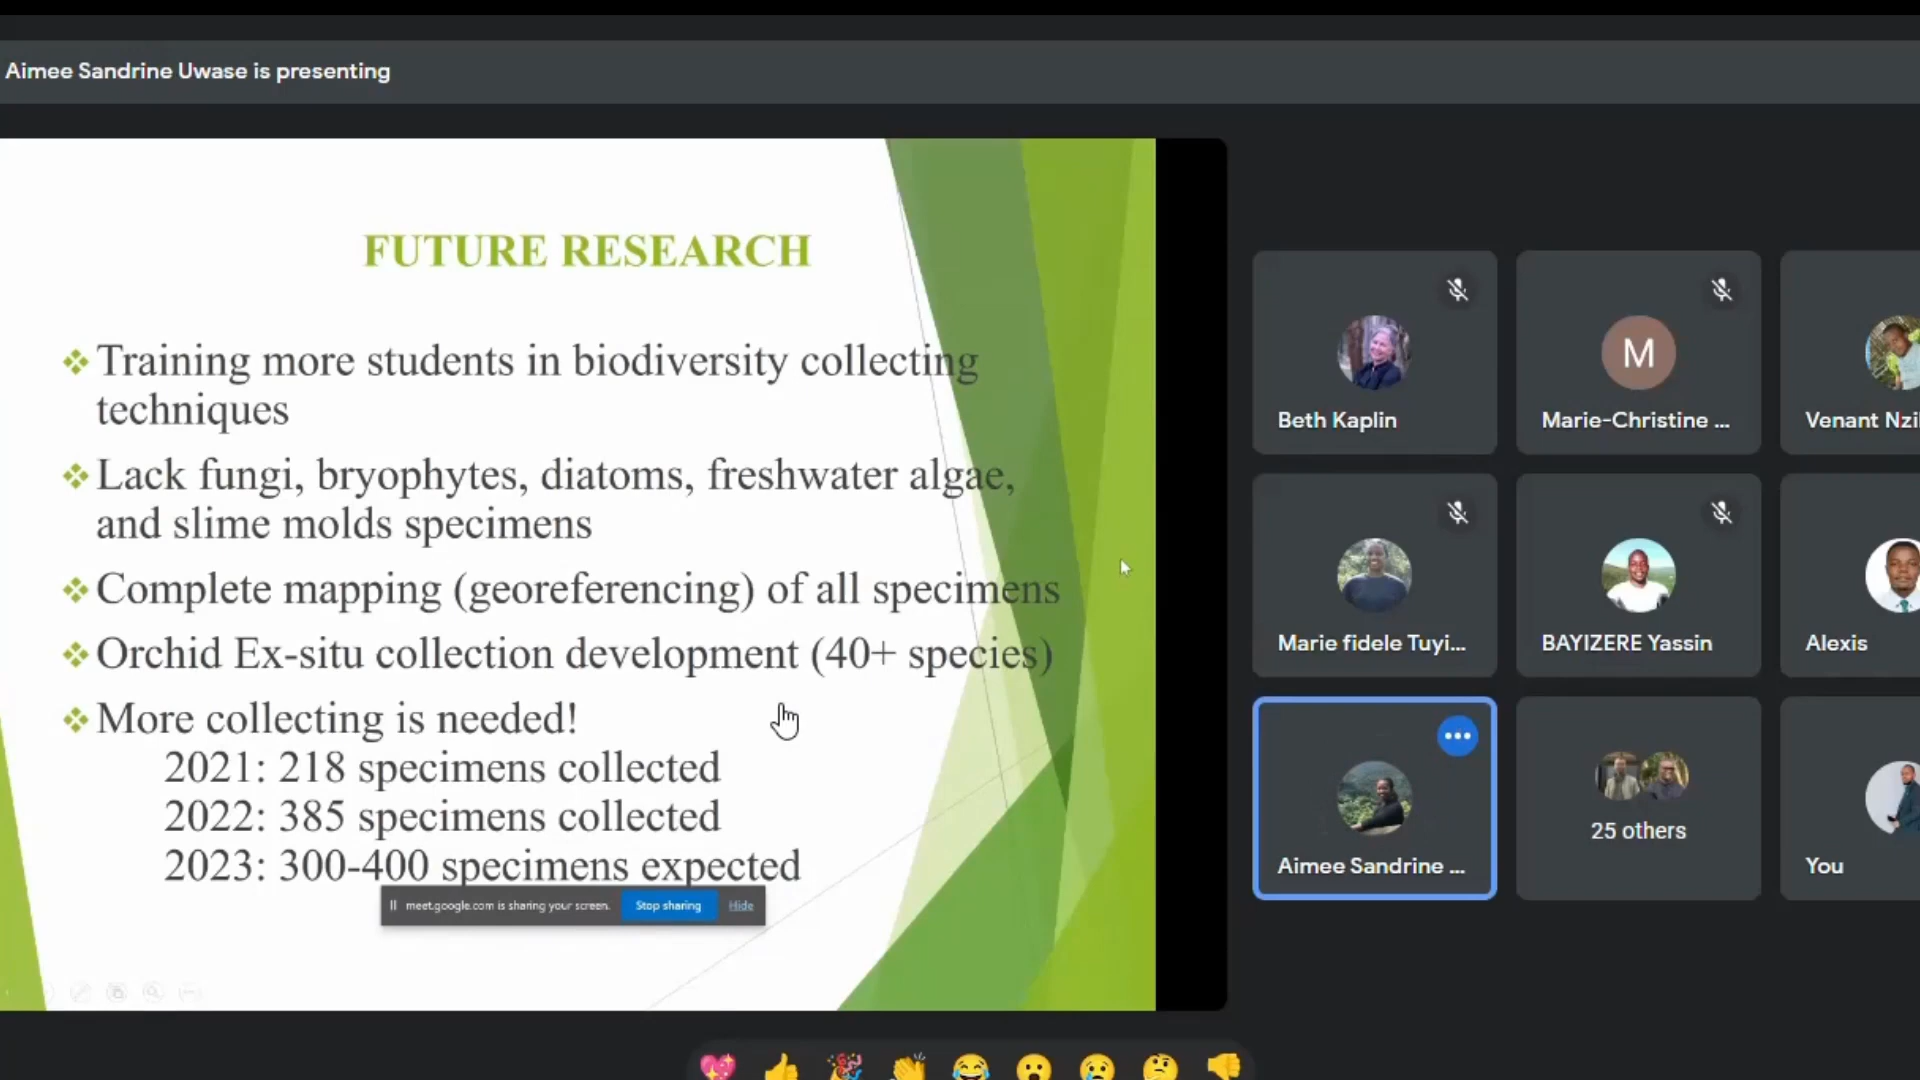 Aimee Sandrine Uwase is presenting
FUTURE RESEARCH
Training more students in biodiversity collecting
techniques
Lack fungi, bryophytes, diatoms, freshwater algae,
and slime molds specimens
Complete mapping (georeferencing) of all specimens
Orchid Ex-situ collection development (40+ species)
More collecting is needed!
2021: 218 specimens collected
2022: 385 specimens collected
2023: 300-400 specimens expected
meet.google.com is sharing your screen. Stop sharing Hide
Beth Kaplin
M
Marie-Christine ...
Venant Nzi
Marie fidele Tuyi...
BAYIZERE Yassin
Alexis
Aimee Sandrine ...
25 others
You